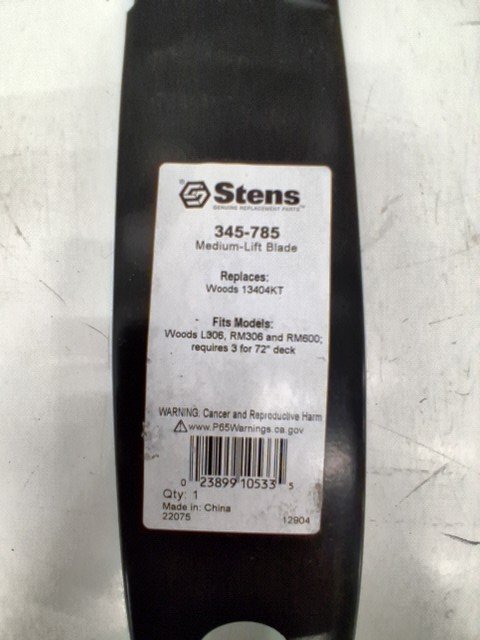 ® Stens
GENUINE REPLACEMENT PARTS™
345-785
Medium-Lift Blade
Replaces:
Woods 13404KT
Fits Models:
Woods L306, RM306 and RM600;
requires 3 for 72" deck
WARNING: Cancer and Reproductive Harm
www.P65Warnings.ca.gov
0 23899 10533 5
Qty: 1
Made in: China
22075 12904